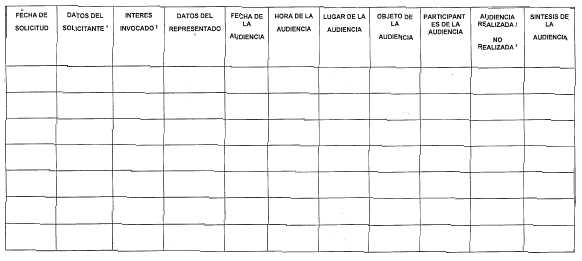 FECHA DE
SOLICITUD
DATOS DEL
SOLICITANTE ¹
INTERES
INVOCADO ²
DATOS DEL
REPRESENTADO
FECHA DE
LA
AUDIENCIA
HORA DE LA
AUDIENCIA
LUGAR DE LA
AUDIENCIA
OBJETO DE
LA
AUDIENCIA
PARTICIPANT
ES DE LA
AUDIENCIA
AUDIENCIA
REALIZADA /
NO
REALIZADA ³
SINTESIS DE
LA
AUDIENCIA